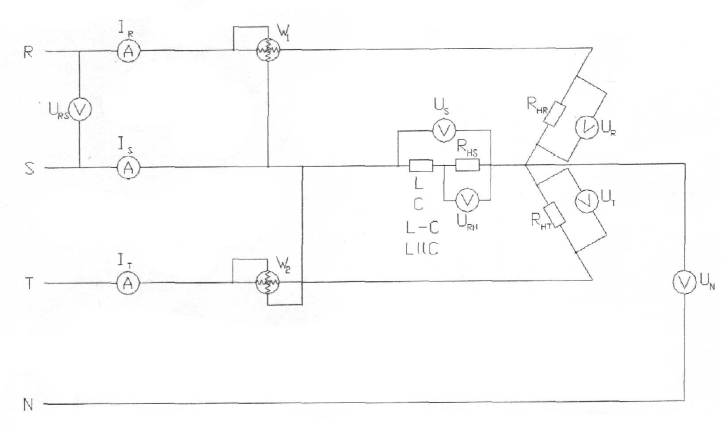 R
I_R
A
W_1
U_RS
V
S
I_S
A
U_S
V
R_HS
L
C
L-C
L||C
V
U_RH
R_HR
V
U_R
R_HT
V
U_T
T
I_T
A
W_2
V
U_N
N